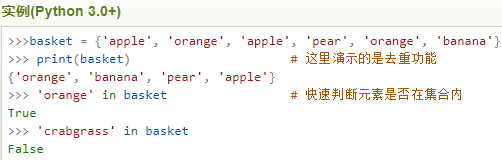 实例(Python 3.0+)
>>>basket = {'apple', 'orange', 'apple', 'pear', 'orange', 'banana'}
>>> print(basket) # 这里演示的是去重功能
{'orange', 'banana', 'pear', 'apple'}
>>> 'orange' in basket # 快速判断元素是否在集合内
True
>>> 'crabgrass' in basket
False